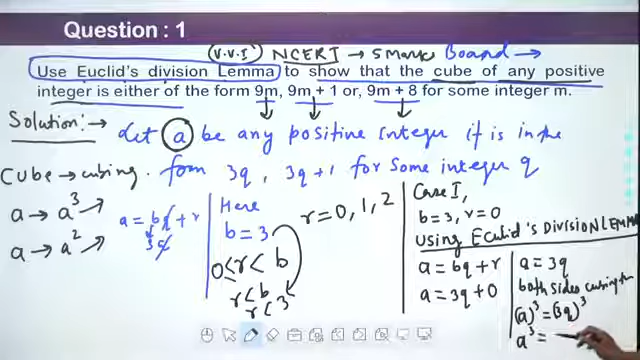 Question : 1
(V.V.I) NCERT → 5 Marks Board →
Use Euclid's division Lemma to show that the cube of any positive
integer is either of the form 9m, 9m + 1 or, 9m + 8 for some integer m.
Solution:→
Let a be any positive Integer it is in the
form 3q, 3q+1 for some integer q
Cube → cubing.
a → a³ ↗
a → a² ↗
a = bq + r
3q
Here
b = 3
0 ≤ r < b
r < b
r < 3
r = 0, 1, 2
Case I,
b = 3, r = 0
Using Euclid's DIVISION LEMMA
a = bq + r
a = 3q + 0
a = 3q
both sides cubing
(a)³ = (3q)³
a³ =